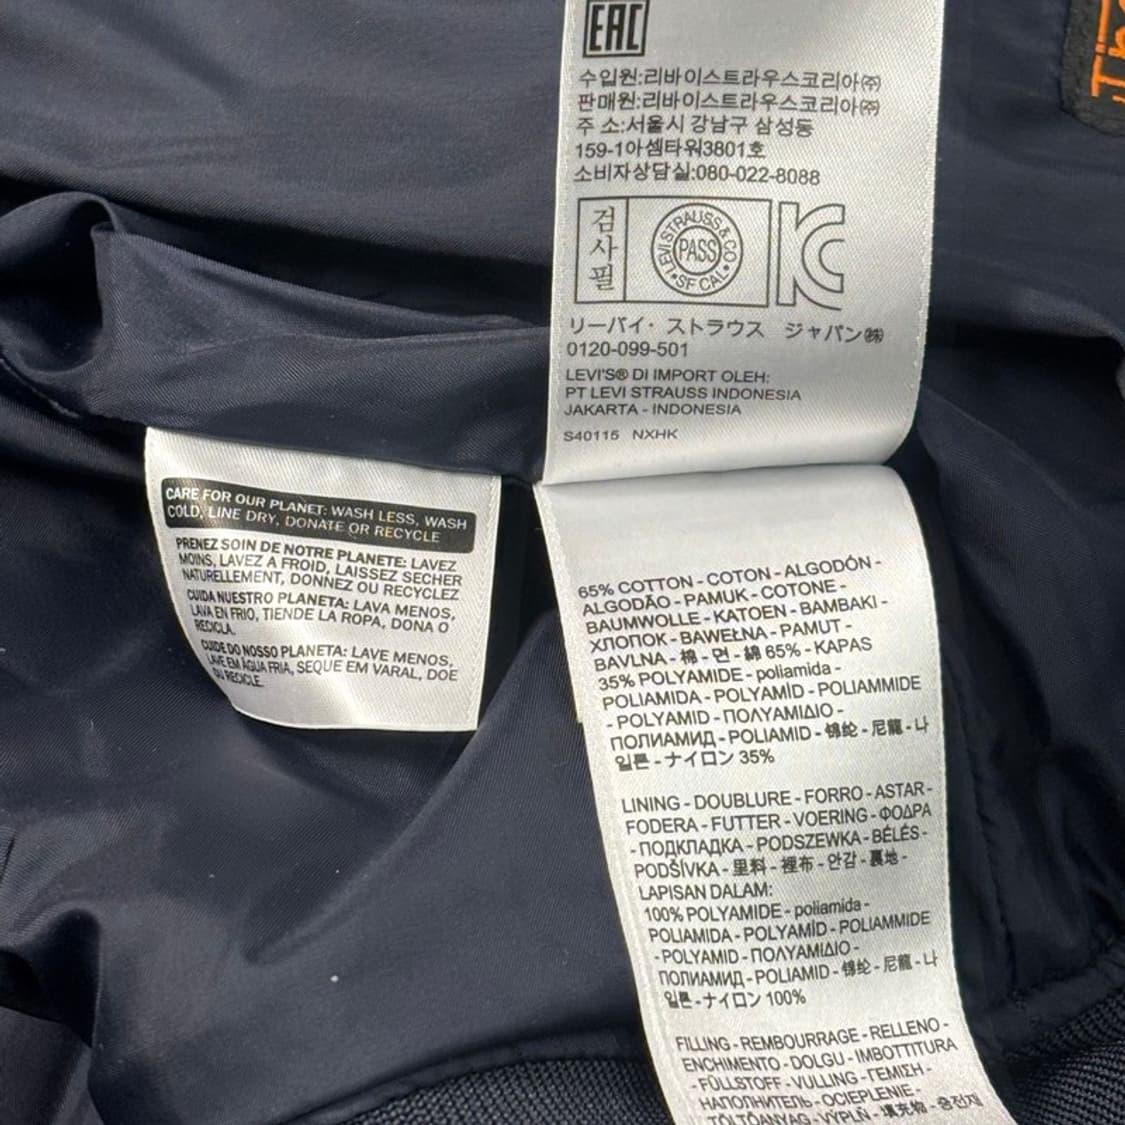 EAC
수입원:리바이스트라우스코리아㈜
판매원:리바이스트라우스코리아㈜
주 소:서울시 강남구 삼성동
159-1아셈타워3801호
소비자상담실:080-022-8088
검사필
LEVI STRAUSS & CO
PASS
SF CAL
KC
リーバイ・ストラウス ジャパン㈱
0120-099-501
LEVI'S® DI IMPORT OLEH:
PT LEVI STRAUSS INDONESIA
JAKARTA - INDONESIA
S40115 NXHK
CARE FOR OUR PLANET: WASH LESS, WASH
COLD, LINE DRY, DONATE OR RECYCLE
PRENEZ SOIN DE NOTRE PLANETE: LAVEZ
MOINS, LAVEZ A FROID, LAISSEZ SECHER
NATURELLEMENT, DONNEZ OU RECYCLEZ
CUIDA NUESTRO PLANETA: LAVA MENOS,
LAVA EN FRIO, TIENDE LA ROPA, DONA O
RECICLA.
CUIDE DO NOSSO PLANETA: LAVE MENOS,
LAVE EM ÁGUA FRIA, SEQUE EM VARAL, DOE
OU RECICLE.
65% COTTON - COTON - ALGODÓN -
ALGODÃO - PAMUK - COTONE -
BAUMWOLLE - KATOEN - BAMBAKI -
ХЛОПОК - BAWEŁNA - PAMUT -
BAVLNA - 棉 - 면 - 綿 65% - KAPAS
35% POLYAMIDE - poliamida -
POLIAMIDA - POLYAMİD - POLIAMMIDE
- POLYAMID - ΠΟΛΥΑΜΙΔΙΟ -
ПОЛИАМИД - POLIAMID - 锦纶 - 尼龍 - 나
일론 - ナイロン 35%
LINING - DOUBLURE - FORRO - ASTAR -
FODERA - FUTTER - VOERING - ΦΟΔΡΑ
- ПОДКЛАДКА - PODSZEWKA - BÉLÉS -
PODŠÍVKA - 里料 - 裡布 - 안감 - 裏地 -
LAPISAN DALAM:
100% POLYAMIDE - poliamida -
POLIAMIDA - POLYAMİD - POLIAMMIDE
- POLYAMID - ΠΟΛΥΑΜΙΔΙΟ -
ПОЛИАМИД - POLIAMID - 锦纶 - 尼龍 - 나
일론 - ナイロン 100%
FILLING - REMBOURRAGE - RELLENO -
ENCHIMENTO - DOLGU - IMBOTTITURA
- FÜLLSTOFF - VULLING - ΓΕΜΙΣΗ -
НАПОЛНИТЕЛЬ - OCIEPLENIE -
TÖLTŐANYAG - VÝPLŇ - 填充物 - 충전재